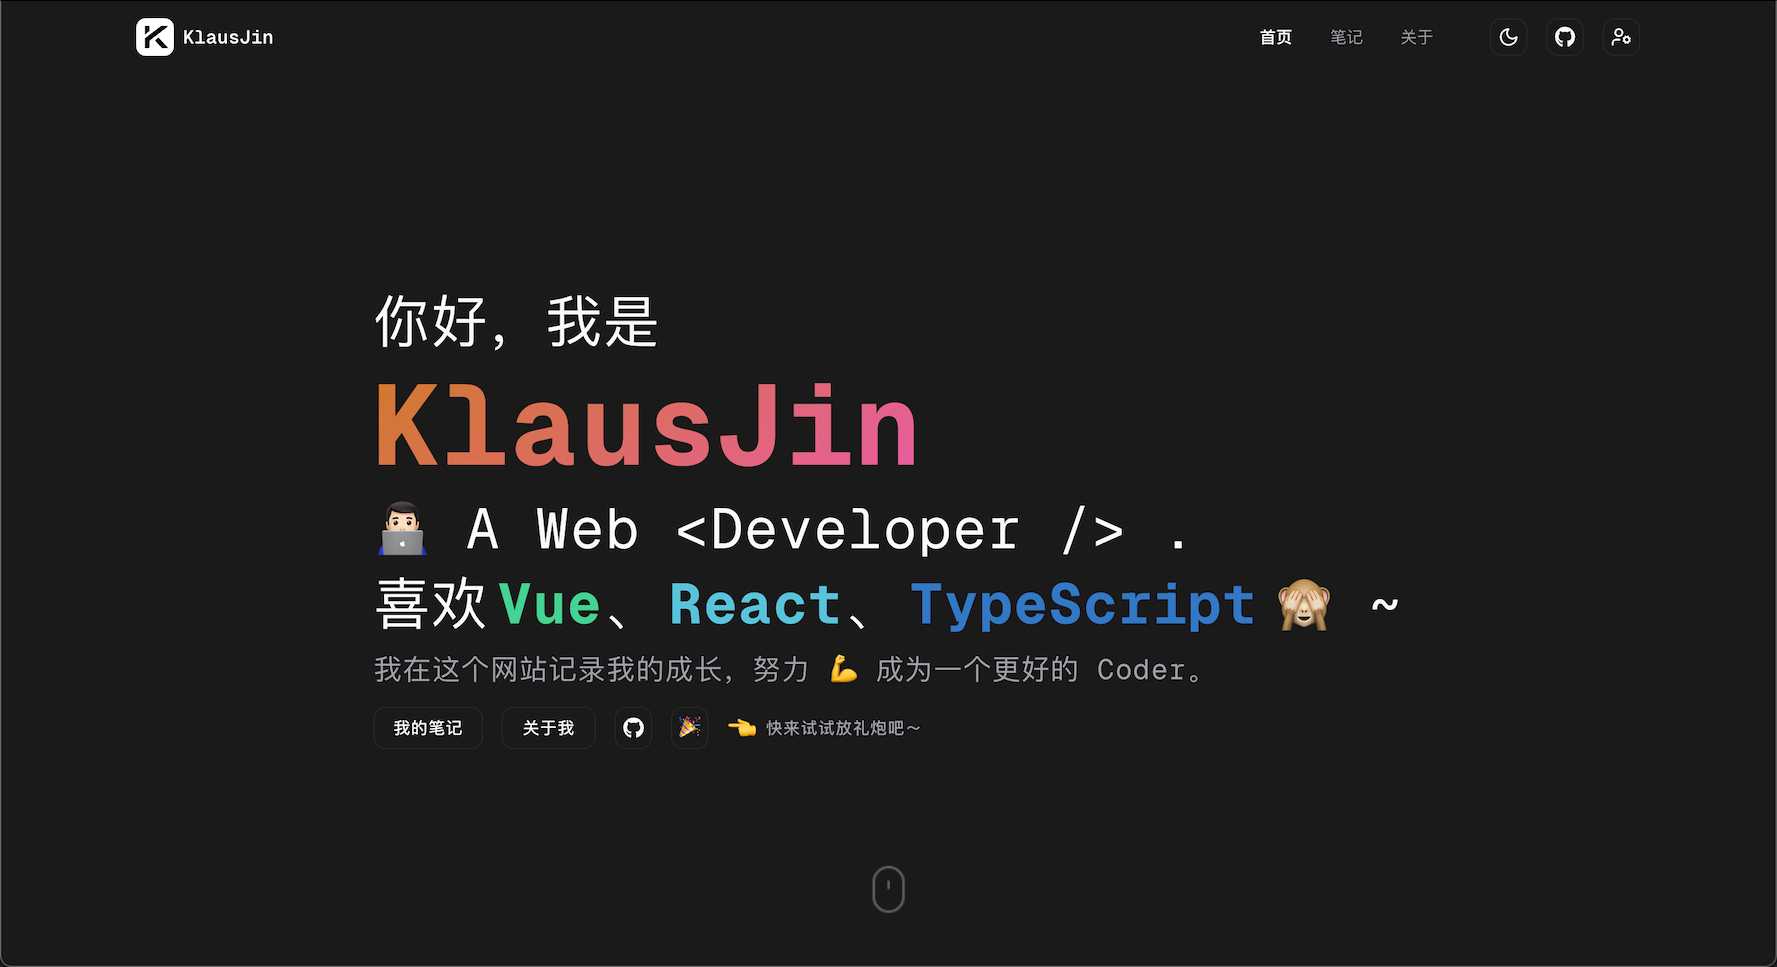 KlausJin
首页 笔记 关于
你好，我是
KlausJin
👨🏻‍💻 A Web <Developer /> .
喜欢 Vue、 React、 TypeScript 🙈 ~
我在这个网站记录我的成长，努力 💪 成为一个更好的 Coder。
我的笔记 关于我 🎉 👈 快来试试放礼炮吧～